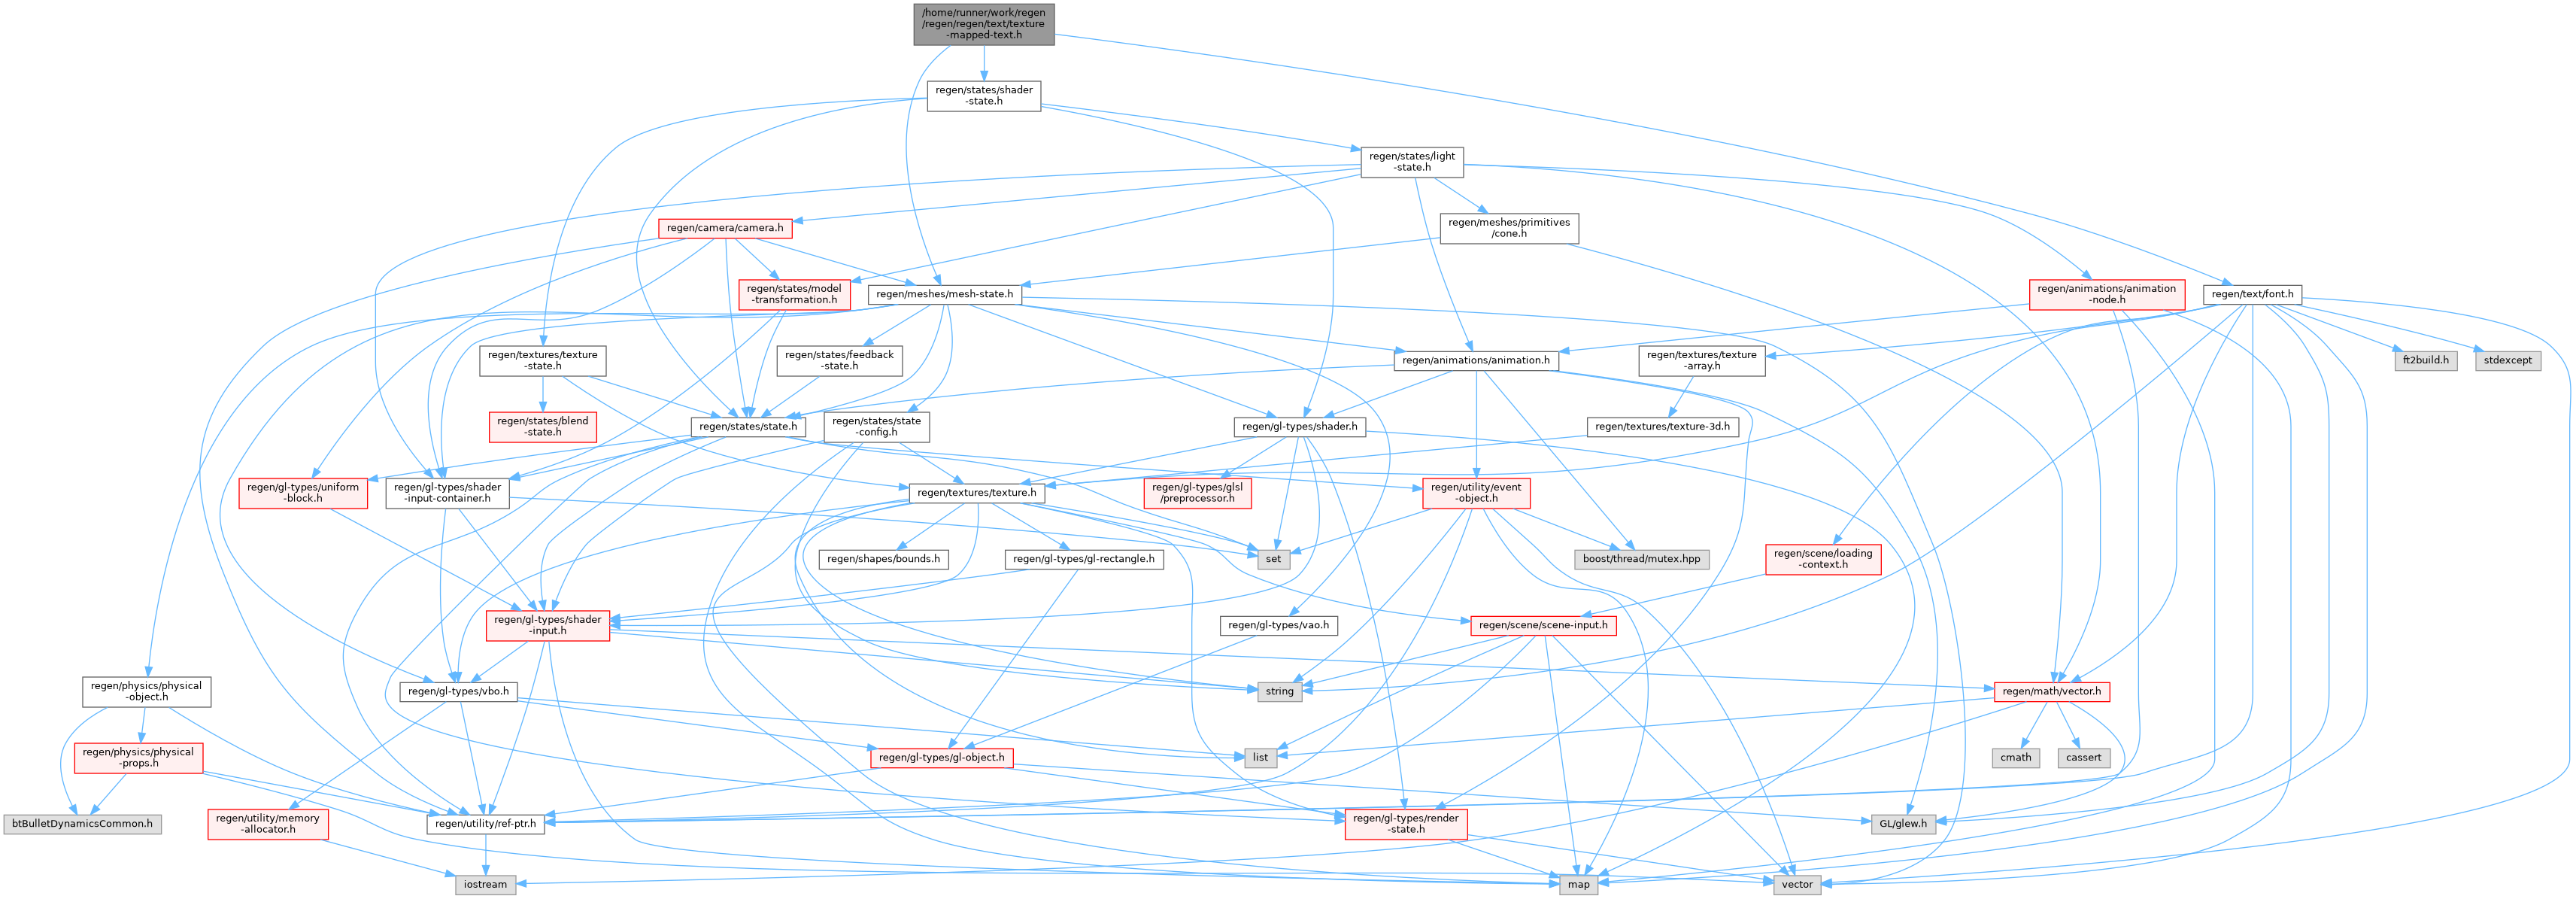 /home/runner/work/regen
/regen/regen/text/texture
-mapped-text.h
regen/states/shader
-state.h
regen/states/light
-state.h
regen/camera/camera.h
regen/meshes/primitives
/cone.h
regen/states/model
-transformation.h
regen/meshes/mesh-state.h
regen/animations/animation
-node.h
regen/text/font.h
regen/textures/texture
-state.h
regen/states/feedback
-state.h
regen/animations/animation.h
regen/textures/texture
-array.h
ft2build.h
stdexcept
regen/states/blend
-state.h
regen/states/state.h
regen/states/state
-config.h
regen/gl-types/shader.h
regen/textures/texture-3d.h
regen/gl-types/uniform
-block.h
regen/gl-types/shader
-input-container.h
regen/textures/texture.h
regen/gl-types/glsl
/preprocessor.h
regen/utility/event
-object.h
regen/shapes/bounds.h
regen/gl-types/gl-rectangle.h
set
boost/thread/mutex.hpp
regen/scene/loading
-context.h
regen/gl-types/shader
-input.h
regen/gl-types/vao.h
regen/scene/scene-input.h
regen/physics/physical
-object.h
regen/gl-types/vbo.h
string
regen/math/vector.h
regen/physics/physical
-props.h
regen/gl-types/gl-object.h
list
cmath
cassert
btBulletDynamicsCommon.h
regen/utility/memory
-allocator.h
regen/utility/ref-ptr.h
regen/gl-types/render
-state.h
GL/glew.h
iostream
map
vector